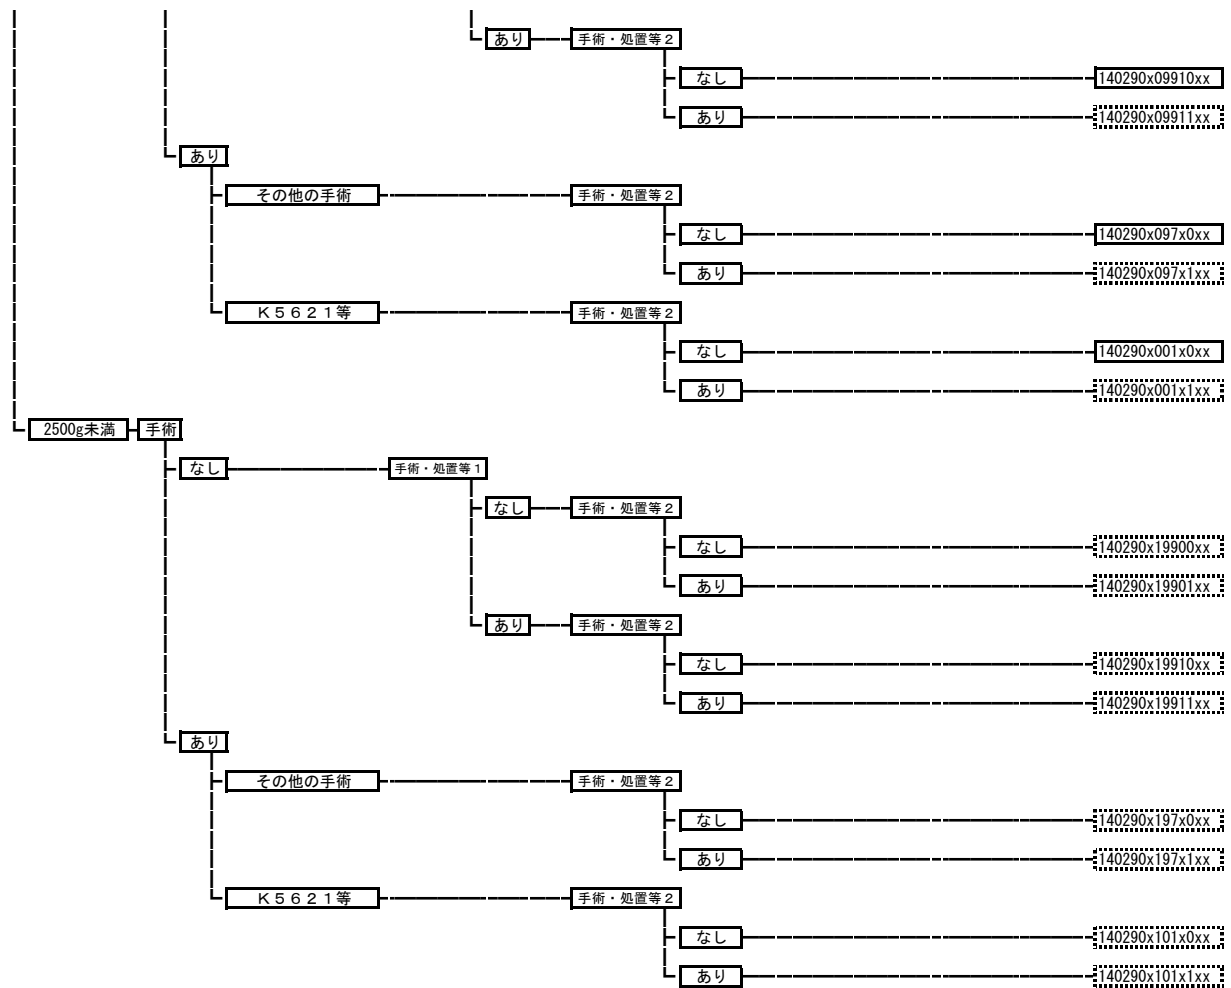 あり 手術・処置等2
なし 140290x09910xx
あり 140290x09911xx
あり
その他の手術 手術・処置等2
なし 140290x097x0xx
あり 140290x097x1xx
K5621等 手術・処置等2
なし 140290x001x0xx
あり 140290x001x1xx
2500g未満 手術
なし 手術・処置等1
なし 手術・処置等2
なし 140290x19900xx
あり 140290x19901xx
あり 手術・処置等2
なし 140290x19910xx
あり 140290x19911xx
あり
その他の手術 手術・処置等2
なし 140290x197x0xx
あり 140290x197x1xx
K5621等 手術・処置等2
なし 140290x101x0xx
あり 140290x101x1xx